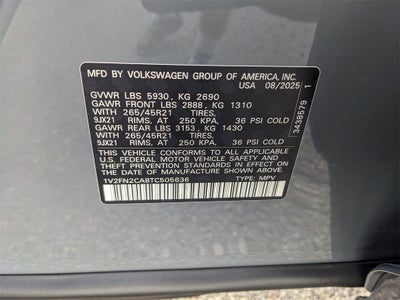 MFD BY VOLKSWAGEN GROUP OF AMERICA, INC.
USA 08/2025
GVWR LBS 5930, KG 2690
GAWR FRONT LBS 2888, KG 1310
WITH 265/45R21 TIRES,
9JX21 RIMS, AT 250 KPA, 36 PSI COLD
GAWR REAR LBS 3153, KG 1430
WITH 265/45R21 TIRES,
9JX21 RIMS, AT 250 KPA, 36 PSI COLD
THIS VEHICLE CONFORMS TO ALL APPLICABLE
U.S. FEDERAL MOTOR VEHICLE SAFETY, BUMPER AND
THEFT PREVENTION STANDARDS IN EFFECT ON THE
DATE OF MANUFACTURE SHOWN ABOVE.
1V2FN2CA8TC505636 TYPE: MPV
3438579 1